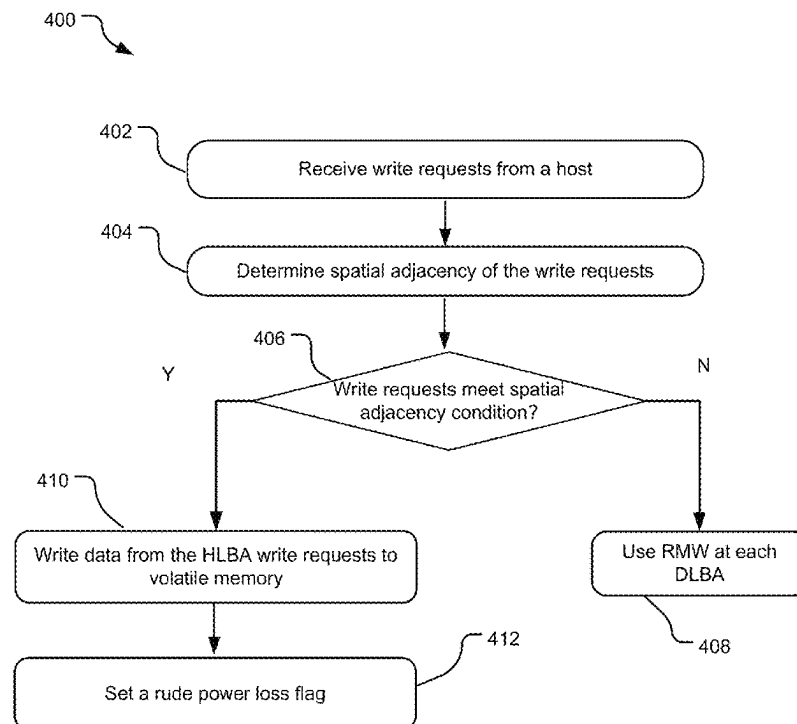 400
402
Receive write requests from a host
404
Determine spatial adjacency of the write requests
406
Y
N
Write requests meet spatial
adjacency condition?
410
Write data from the HLBA write requests to
volatile memory
Use RMW at each
DLBA
408
412
Set a rude power loss flag